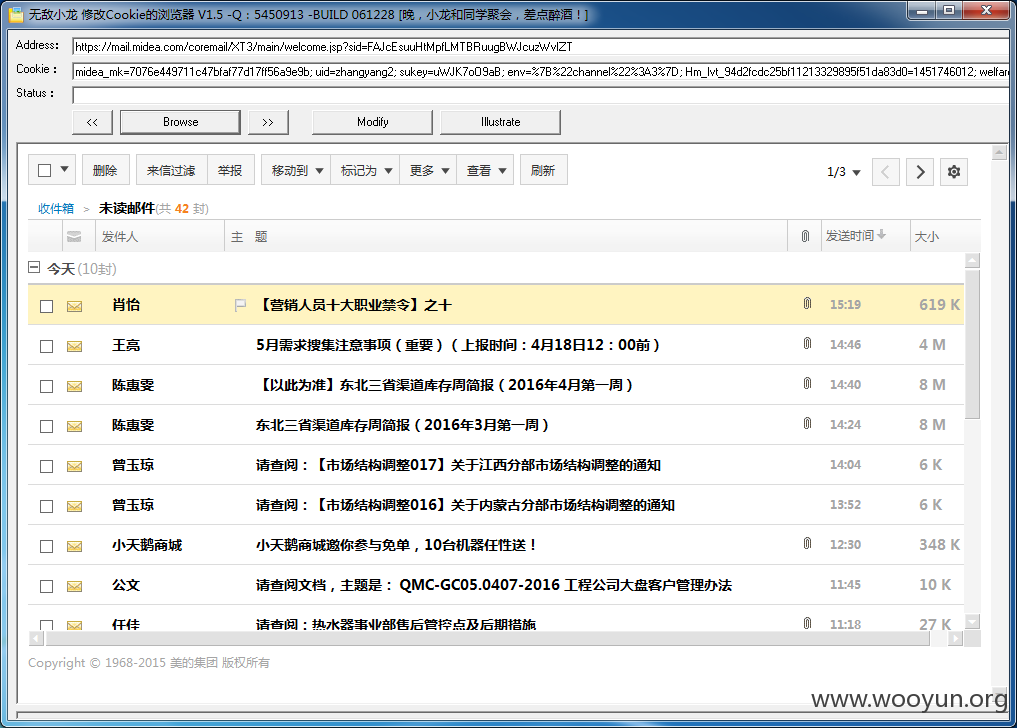 无敌小龙 修改Cookie的浏览器 V1.5 -Q：5450913 -BUILD 061228 [晚，小龙和同学聚会，差点醉酒！]
Address: https://mail.midea.com/coremail/XT3/main/welcome.jsp?sid=FAJcEsuuHtMpfLMTBRuugBWJcuzWvlZT
Cookie : midea_mk=7076e449711c47bfaf77d17ff56a9e9b; uid=zhangyang2; sukey=uWJK7oO9aB; env=%7B%22channel%22%3A3%7D; Hm_lvt_94d2fcdc25bf11213329895f51da83d0=1451746012; welfare
Status :
<< Browse >> Modify Illustrate
删除 来信过滤 举报 移动到 标记为 更多 查看 刷新 1/3
收件箱 > 未读邮件(共 42 封)
发件人 主 题 发送时间 大小
今天 (10封)
肖怡 【营销人员十大职业禁令】之十 15:19 619 K
王亮 5月需求搜集注意事项（重要）（上报时间：4月18日12：00前） 14:46 4 M
陈惠雯 【以此为准】东北三省渠道库存周简报（2016年4月第一周） 14:40 8 M
陈惠雯 东北三省渠道库存周简报（2016年3月第一周） 14:24 8 M
曾玉琼 请查阅：【市场结构调整017】关于江西分部市场结构调整的通知 14:04 6 K
曾玉琼 请查阅：【市场结构调整016】关于内蒙古分部市场结构调整的通知 13:52 6 K
小天鹅商城 小天鹅商城邀你参与免单，10台机器任性送！ 12:30 348 K
公文 请查阅文档，主题是： QMC-GC05.0407-2016 工程公司大盘客户管理办法 11:45 10 K
任佳 请查阅：热水器事业部售后管控点及后期措施 11:18 27 K
Copyright © 1968-2015 美的集团 版权所有
www.wooyun.org